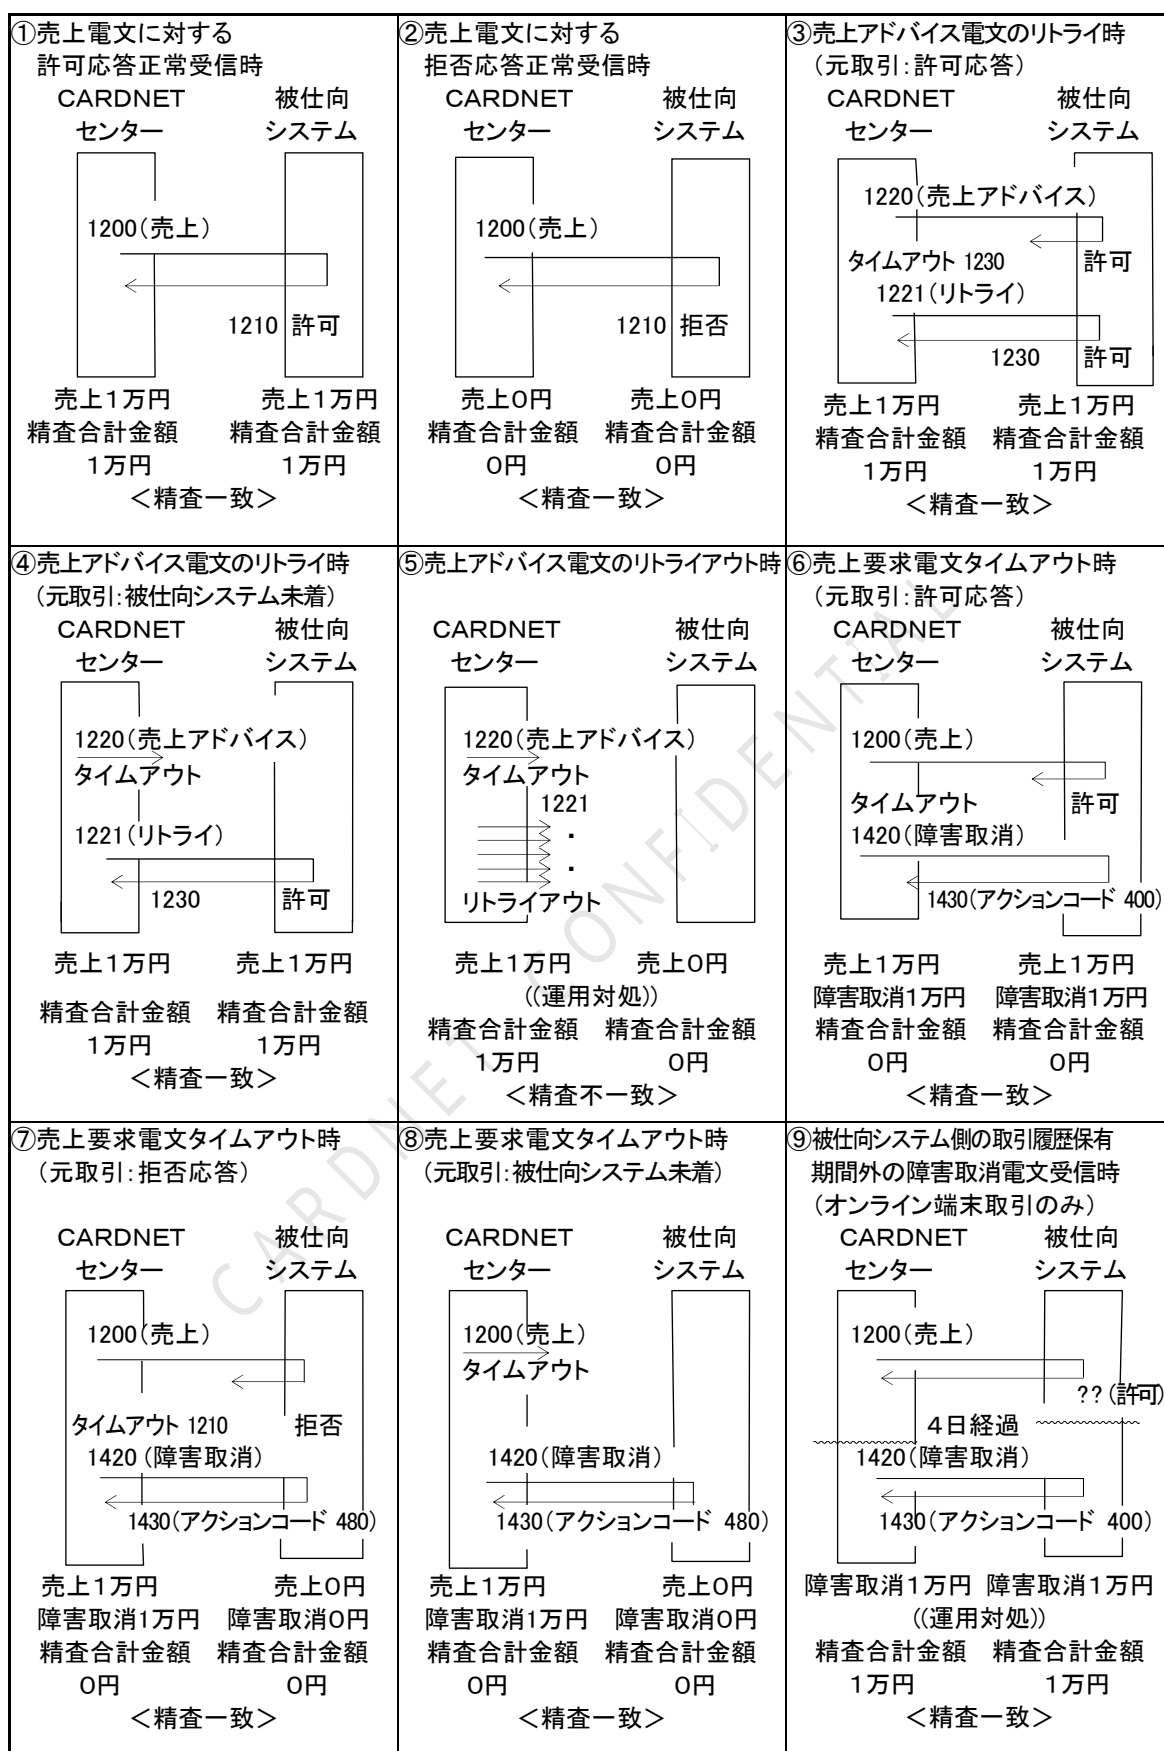 ①売上電文に対する
許可応答正常受信時
CARDNET 被仕向
センター システム
1200(売上)
1210 許可
売上1万円 売上1万円
精査合計金額 精査合計金額
1万円 1万円
<精査一致>
②売上電文に対する
拒否応答正常受信時
CARDNET 被仕向
センター システム
1200(売上)
1210 拒否
売上0円 売上0円
精査合計金額 精査合計金額
0円 0円
<精査一致>
③売上アドバイス電文のリトライ時
(元取引:許可応答)
CARDNET 被仕向
センター システム
1220(売上アドバイス)
タイムアウト 1230 許可
1221(リトライ)
1230 許可
売上1万円 売上1万円
精査合計金額 精査合計金額
1万円 1万円
<精査一致>
④売上アドバイス電文のリトライ時
(元取引:被仕向システム未着)
CARDNET 被仕向
センター システム
1220(売上アドバイス)
タイムアウト
1221(リトライ)
1230 許可
売上1万円 売上1万円
精査合計金額 精査合計金額
1万円 1万円
<精査一致>
⑤売上アドバイス電文のリトライアウト時
CARDNET 被仕向
センター システム
1220(売上アドバイス)
タイムアウト
1221
・
・
リトライアウト
売上1万円 売上0円
((運用対処))
精査合計金額 精査合計金額
1万円 0円
<精査不一致>
⑥売上要求電文タイムアウト時
(元取引:許可応答)
CARDNET 被仕向
センター システム
1200(売上)
タイムアウト 許可
1420(障害取消)
1430(アクションコード 400)
売上1万円 売上1万円
障害取消1万円 障害取消1万円
精査合計金額 精査合計金額
0円 0円
<精査一致>
⑦売上要求電文タイムアウト時
(元取引:拒否応答)
CARDNET 被仕向
センター システム
1200(売上)
タイムアウト 1210 拒否
1420(障害取消)
1430(アクションコード 480)
売上1万円 売上0円
障害取消1万円 障害取消0円
精査合計金額 精査合計金額
0円 0円
<精査一致>
⑧売上要求電文タイムアウト時
(元取引:被仕向システム未着)
CARDNET 被仕向
センター システム
1200(売上)
タイムアウト
1420(障害取消)
1430(アクションコード 480)
売上1万円 売上0円
障害取消1万円 障害取消0円
精査合計金額 精査合計金額
0円 0円
<精査一致>
⑨被仕向システム側の取引履歴保有
期間外の障害取消電文受信時
(オンライン端末取引のみ)
CARDNET 被仕向
センター システム
1200(売上)
??(許可)
4日経過
1420(障害取消)
1430(アクションコード 400)
障害取消1万円 障害取消1万円
((運用対処))
精査合計金額 精査合計金額
1万円 1万円
<精査一致>
CARDNET CONFIDENTIAL